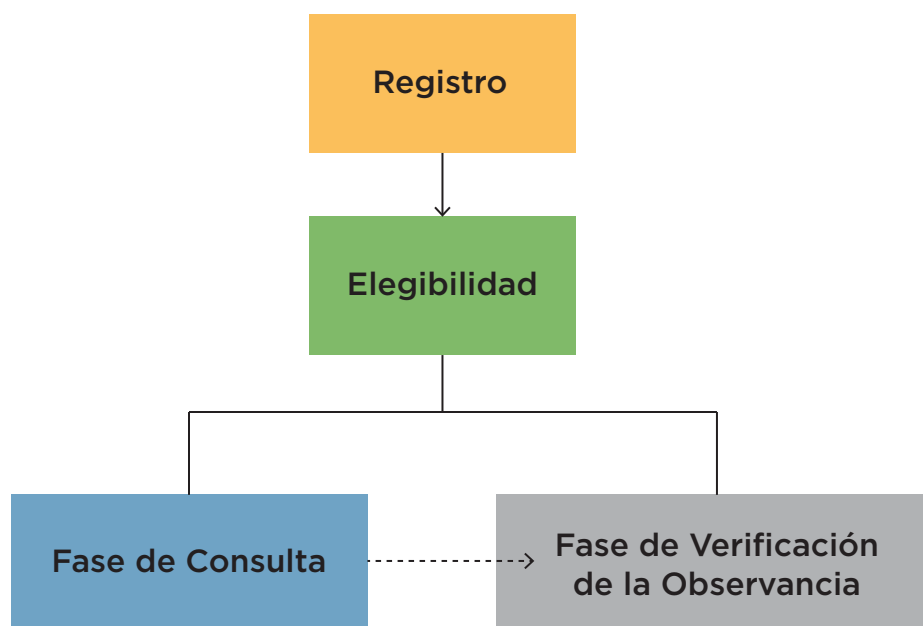 Registro
Elegibilidad
Fase de Consulta
Fase de Verificación
de la Observancia